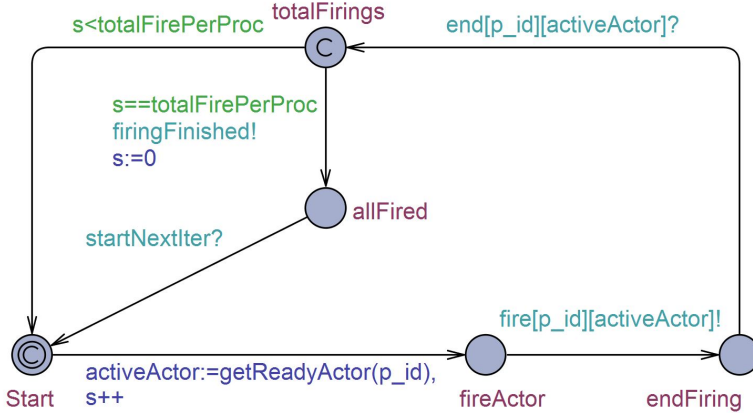 totalFirings
s<totalFirePerProc
end[p_id][activeActor]?
C
s==totalFirePerProc
firingFinished!
s:=0
allFired
startNextIter?
fire[p_id][activeActor]!
C
activeActor:=getReadyActor(p_id),
s++
Start
fireActor
endFiring